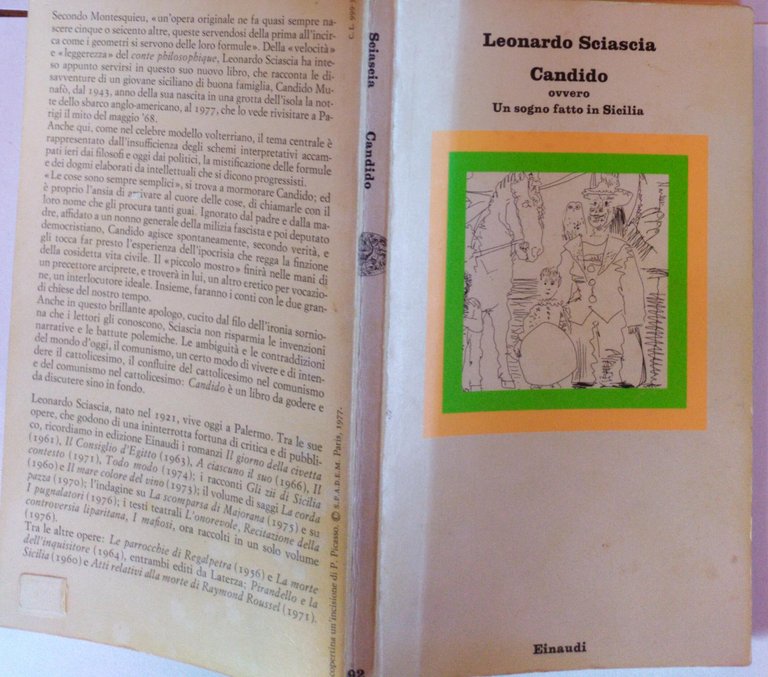 Secondo Montesquieu, « un'opera originale ne fa quasi sempre na-
scere cinque o seicento altre, queste servendosi della prima all'incir-
ca come i geometri si servono delle loro formule». Della « velocità »
e « leggerezza » del conte philosophique, Leonardo Sciascia ha inte-
so appunto servirsi in questo suo nuovo libro, che racconta le di-
savventure di un giovane siciliano di buona famiglia, Candido Mu-
nafò, dal 1943, anno della sua nascita in una grotta dell'isola la not-
te dello sbarco anglo-americano, al 1977, che lo vede rivisitare a Pa-
rigi il mito del maggio '68.
Anche qui, come nel celebre modello volterriano, il tema centrale è
rappresentato dall'insufficienza degli schemi interpretativi accam-
pati ieri dai filosofi e oggi dai politici, la mistificazione delle formule
e dei dogmi elaborati da intellettuali che si dicono progressisti.
« Le cose sono sempre semplici », si trova a mormorare Candido; ed
è proprio l'ansia di arrivare al cuore delle cose, di chiamarle con il
loro nome che gli procura tanti guai. Ignorato dal padre e dalla ma-
dre, affidato a un nonno generale della milizia fascista e poi deputato
democristiano, Candido agisce spontaneamente, secondo verità, e
gli tocca far presto l'esperienza dell'ipocrisia che regga la finzione
della cosidetta vita civile. Il « piccolo mostro » finirà nelle mani di
un precettore arciprete, e troverà in lui, un altro eretico per vocazio-
ne, un interlocutore ideale. Insieme, faranno i conti con le due gran-
di chiese del nostro tempo.
Anche in questo brillante apologo, cucito dal filo dell'ironia sornio-
na che i lettori gli conoscono, Sciascia non risparmia le invenzioni
narrative e le battute polemiche. Le ambiguità e le contraddizioni
del mondo d'oggi, il comunismo, un certo modo di vivere e di inten-
dere il cattolicesimo, il confluire del cattolicesimo nel comunismo
e del comunismo nel cattolicesimo: Candido è un libro da godere e
da discutere sino in fondo.
Leonardo Sciascia, nato nel 1921, vive oggi a Palermo. Tra le sue
opere, che godono di una ininterrotta fortuna di critica e di pubbli-
co, ricordiamo in edizione Einaudi i romanzi Il giorno della civetta
(1961), Il Consiglio d'Egitto (1963), A ciascuno il suo (1966), Il
contesto (1971), Todo modo (1974); i racconti Gli zii di Sicilia
(1960) e Il mare colore del vino (1973); il volume di saggi La corda
pazza (1970); l'indagine su La scomparsa di Majorana (1975) e su
I pugnalatori (1976); i testi teatrali L'onorevole, Recitazione della
controversia liparitana, I mafiosi, ora raccolti in un solo volume
(1976).
Tra le altre opere: Le parrocchie di Regalpetra (1956) e La morte
dell'inquisitore (1964), entrambi editi da Laterza; Pirandello e la
Sicilia (1960) e Atti relativi alla morte di Raymond Roussel (1971).
copertina un'incisione di P. Picasso. © S.P.A.D.E.M. Paris, 1977.
Sciascia Candido
92
Leonardo Sciascia
Candido
ovvero
Un sogno fatto in Sicilia
Einaudi